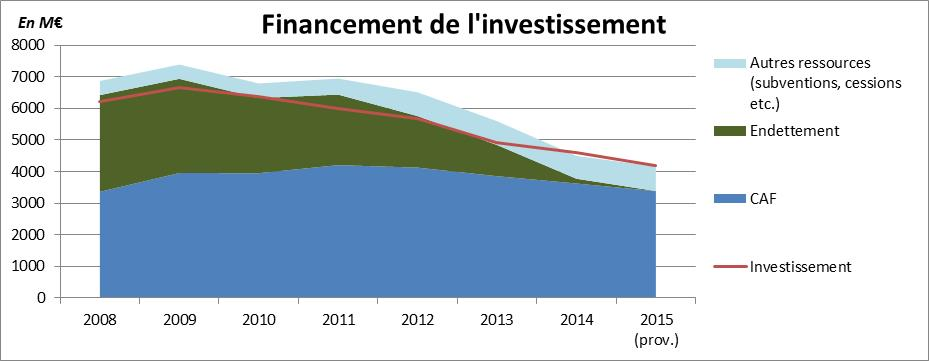 Financement de l'investissement
En M€
8000
7000
6000
5000
4000
3000
2000
1000
0
2008 2009 2010 2011 2012 2013 2014 2015
(prov.)
Autres ressources
(subventions, cessions
etc.)
Endettement
CAF
Investissement